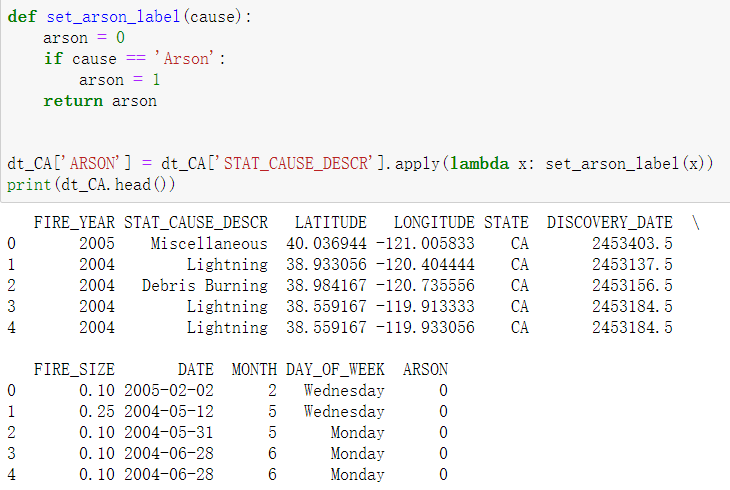 def set_arson_label(cause):
    arson = 0
    if cause == 'Arson':
        arson = 1
    return arson
dt_CA['ARSON'] = dt_CA['STAT_CAUSE_DESCR'].apply(lambda x: set_arson_label(x))
print(dt_CA.head())
   FIRE_YEAR STAT_CAUSE_DESCR   LATITUDE   LONGITUDE STATE  DISCOVERY_DATE  \
0       2005    Miscellaneous  40.036944 -121.005833    CA       2453403.5
1       2004        Lightning  38.933056 -120.404444    CA       2453137.5
2       2004   Debris Burning  38.984167 -120.735556    CA       2453156.5
3       2004        Lightning  38.559167 -119.913333    CA       2453184.5
4       2004        Lightning  38.559167 -119.933056    CA       2453184.5
   FIRE_SIZE       DATE  MONTH DAY_OF_WEEK  ARSON
0       0.10 2005-02-02      2   Wednesday      0
1       0.25 2004-05-12      5   Wednesday      0
2       0.10 2004-05-31      5      Monday      0
3       0.10 2004-06-28      6      Monday      0
4       0.10 2004-06-28      6      Monday      0